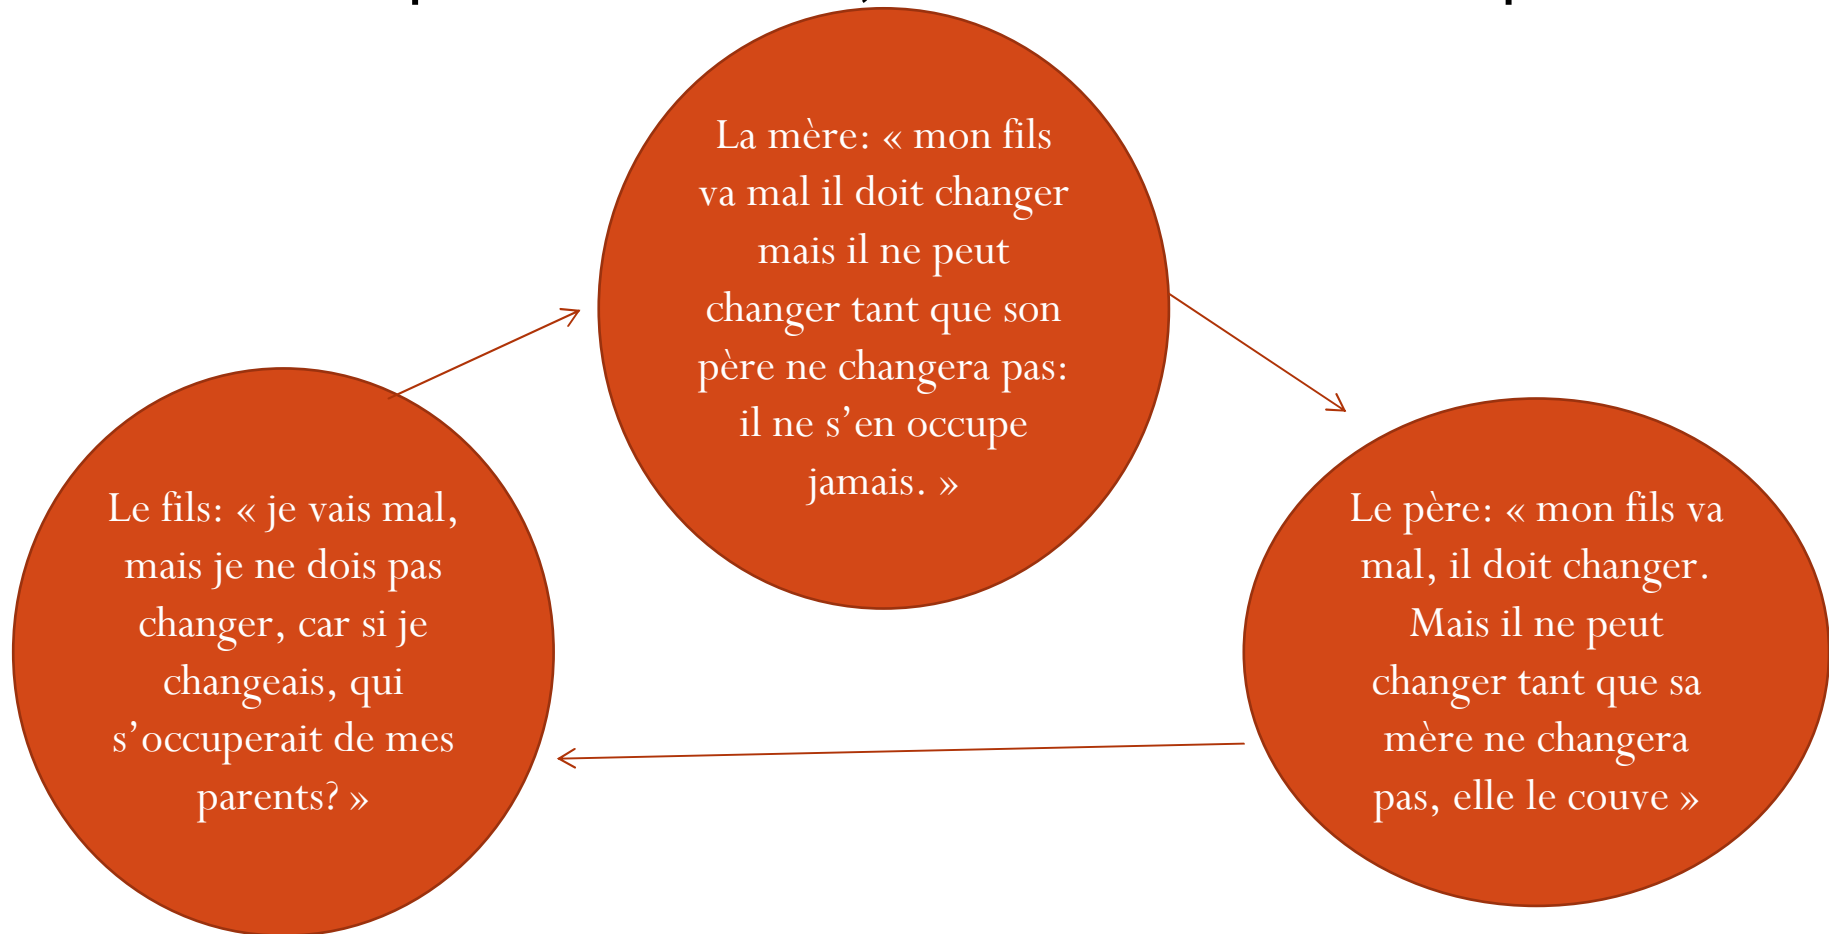 La mère: « mon fils
va mal il doit changer
mais il ne peut
changer tant que son
père ne changera pas:
il ne s’en occupe
jamais. »
Le fils: « je vais mal,
mais je ne dois pas
changer, car si je
changeais, qui
s’occuperait de mes
parents? »
Le père: « mon fils va
mal, il doit changer.
Mais il ne peut
changer tant que sa
mère ne changera
pas, elle le couve »